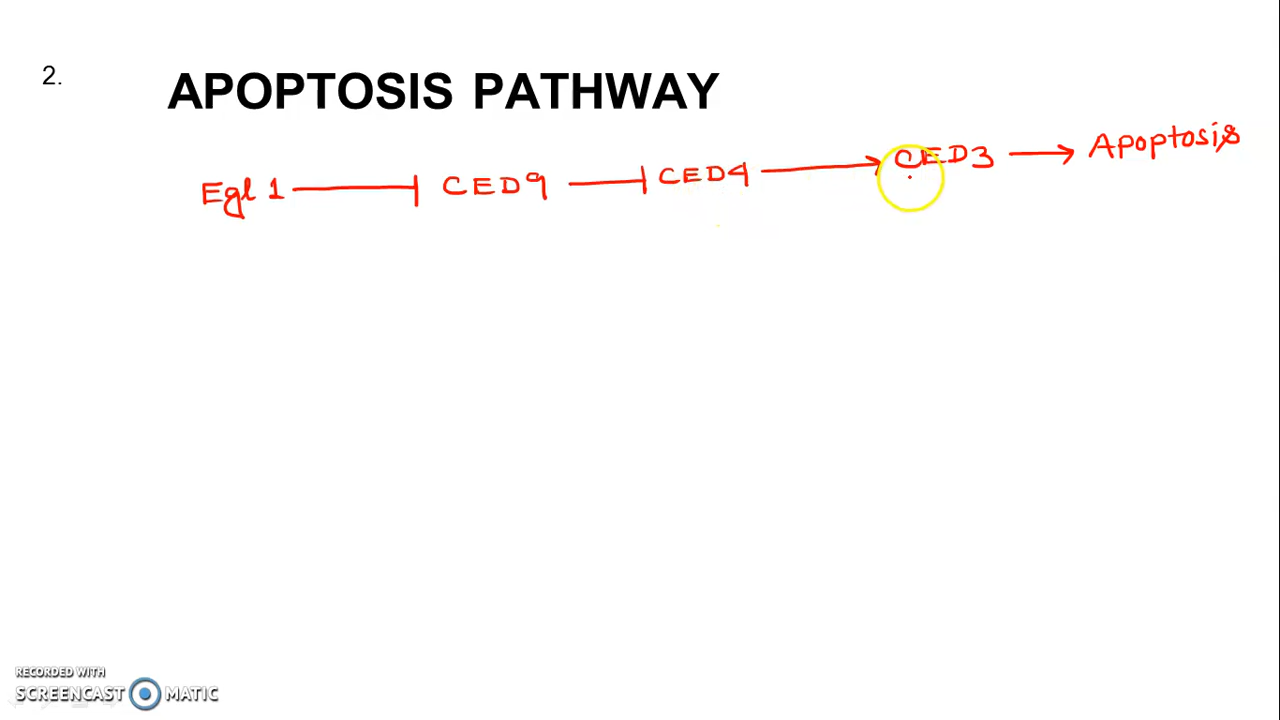 2.
APOPTOSIS PATHWAY
Egl 1 CED9 CED4 CED3 Apoptosis
RECORDED WITH
SCREENCAST MATIC